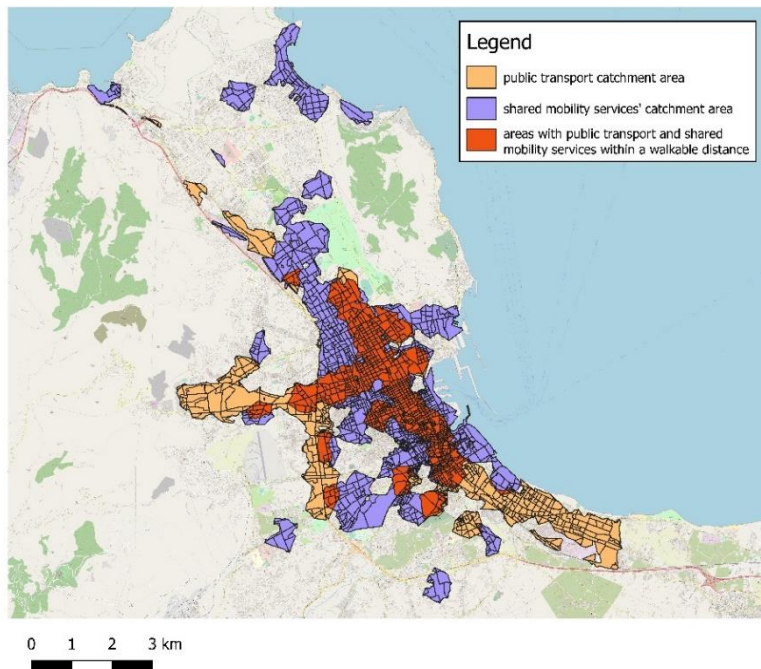 Legend
public transport catchment area
shared mobility services' catchment area
areas with public transport and shared
mobility services within a walkable distance
0 1 2 3 km